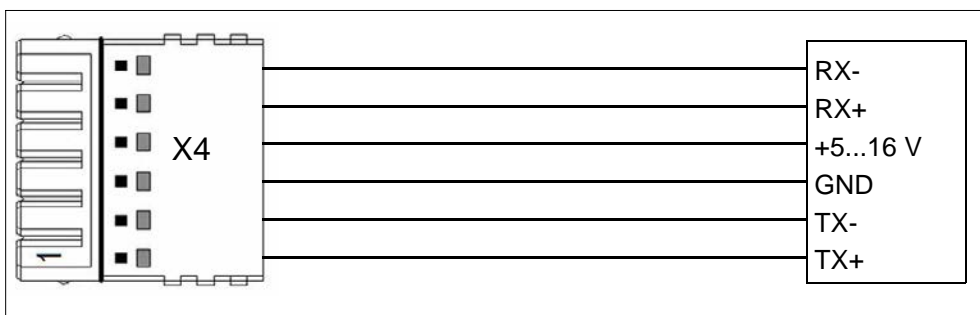 X4
RX-
RX+
+5...16 V
GND
TX-
TX+
1